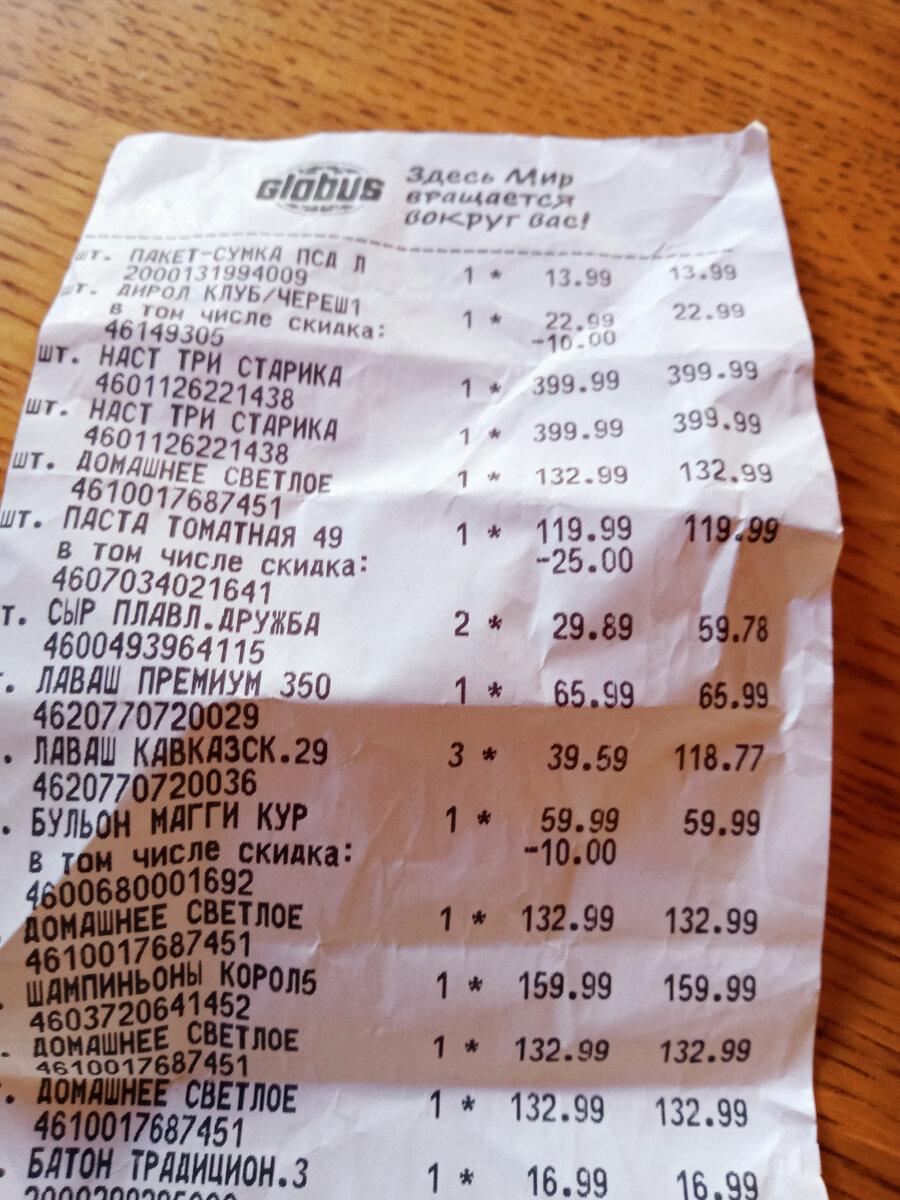 Globus Здесь Мир
вращается
вокруг вас!
шт. ПАКЕТ-СУМКА ПСД Л 1 * 13.99 13.99
2000131994009
шт. ДИРОЛ КЛУБ/ЧЕРЕШ1 1 * 22.99 22.99
в том числе скидка: -10.00
46149305
шт. НАСТ ТРИ СТАРИКА 1 * 399.99 399.99
4601126221438
шт. НАСТ ТРИ СТАРИКА 1 * 399.99 399.99
4601126221438
шт. ДОМАШНЕЕ СВЕТЛОЕ 1 * 132.99 132.99
4610017687451
шт. ПАСТА ТОМАТНАЯ 49 1 * 119.99 119.99
в том числе скидка: -25.00
4607034021641
т. СЫР ПЛАВЛ.ДРУЖБА 2 * 29.89 59.78
4600493964115
. ЛАВАШ ПРЕМИУМ 350 1 * 65.99 65.99
4620770720029
. ЛАВАШ КАВКАЗСК.29 3 * 39.59 118.77
4620770720036
. БУЛЬОН МАГГИ КУР 1 * 59.99 59.99
в том числе скидка: -10.00
4600680001692
. ДОМАШНЕЕ СВЕТЛОЕ 1 * 132.99 132.99
4610017687451
. ШАМПИНЬОНЫ КОРОЛ5 1 * 159.99 159.99
4603720641452
. ДОМАШНЕЕ СВЕТЛОЕ 1 * 132.99 132.99
4610017687451
т. ДОМАШНЕЕ СВЕТЛОЕ 1 * 132.99 132.99
4610017687451
. БАТОН ТРАДИЦИОН.3 1 * 16.99 16.99